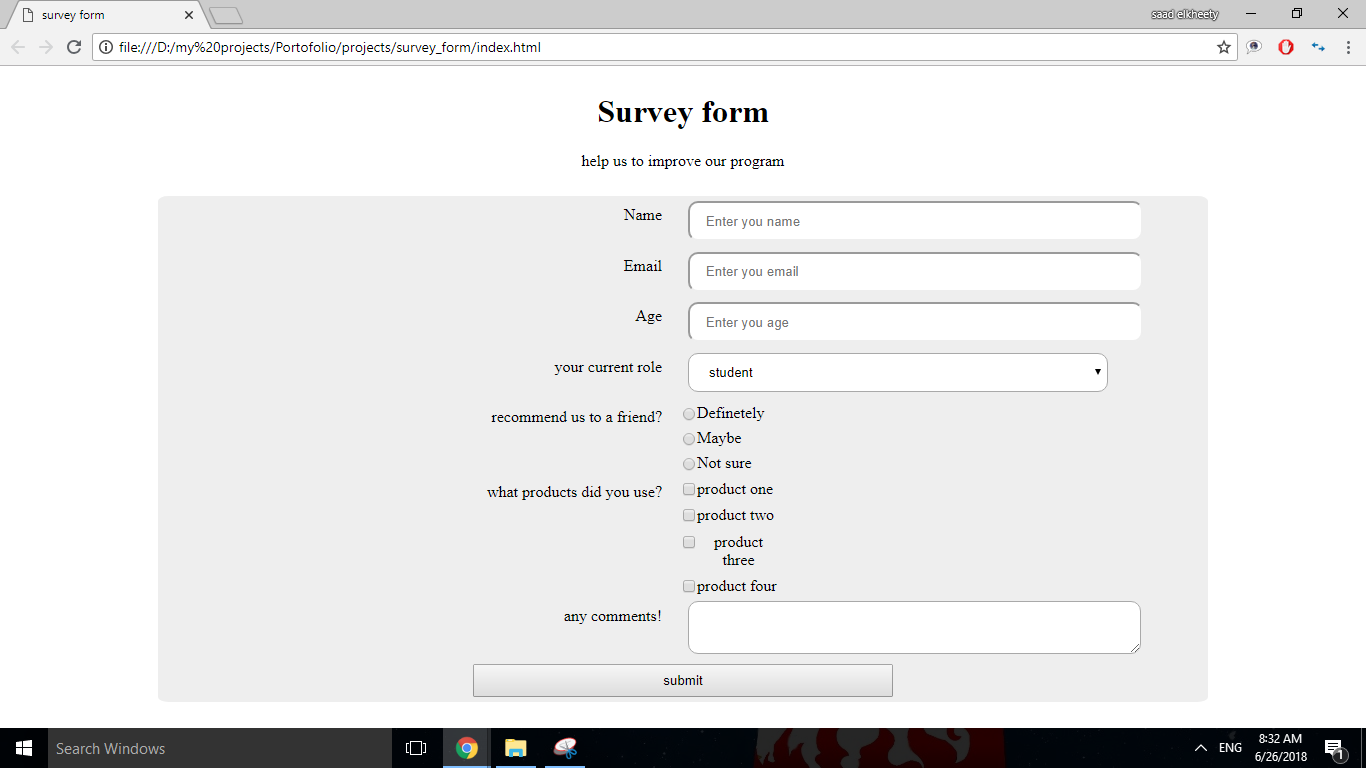 survey form
saad elkheety
file:///D:/my%20projects/Portofolio/projects/survey_form/index.html
Survey form
help us to improve our program
Name
Enter you name
Email
Enter you email
Age
Enter you age
your current role
student
recommend us to a friend?
Definetely
Maybe
Not sure
what products did you use?
product one
product two
product
three
product four
any comments!
submit
Search Windows
ENG
8:32 AM
6/26/2018
1